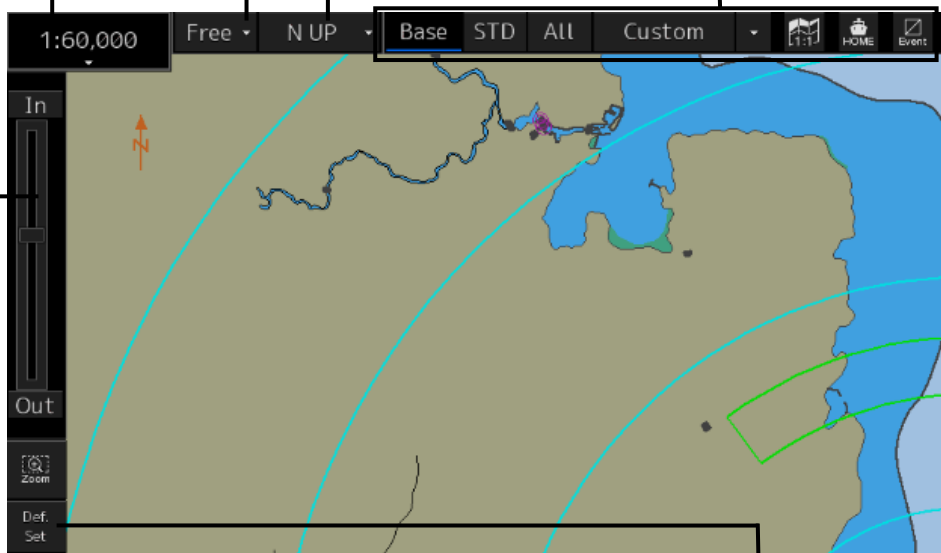 1:60,000
Free
N UP
Base
STD
All
Custom
1:1
HOME
Event
In
N
Out
Zoom
Def.
Set